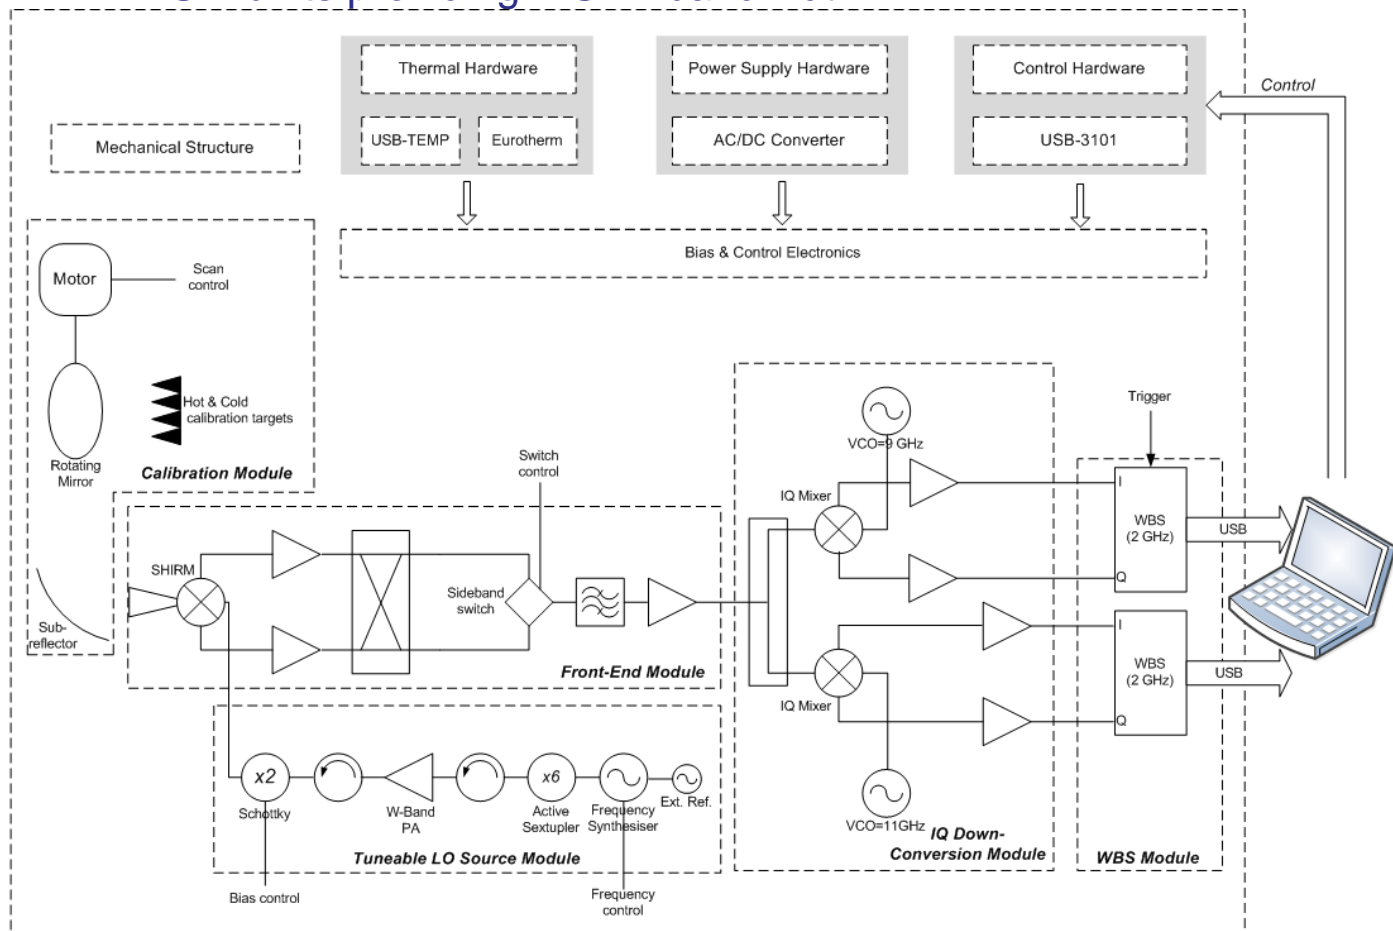 Thermal Hardware
Power Supply Hardware
Control Hardware
Control
USB-TEMP
Eurotherm
AC/DC Converter
USB-3101
Mechanical Structure
Bias & Control Electronics
Motor
Scan
control
Hot & Cold
calibration targets
Rotating
Mirror
Calibration Module
Sub-
reflector
Switch
control
SHIRM
Sideband
switch
Front-End Module
VCO=9 GHz
IQ Mixer
IQ Mixer
VCO=11GHz
IQ Down-
Conversion Module
Trigger
I
WBS
(2 GHz)
Q
USB
I
WBS
(2 GHz)
Q
USB
WBS Module
x2
Schottky
W-Band
PA
x6
Active
Sextupler
Frequency
Synthesiser
Ext. Ref.
Tuneable LO Source Module
Bias control
Frequency
control